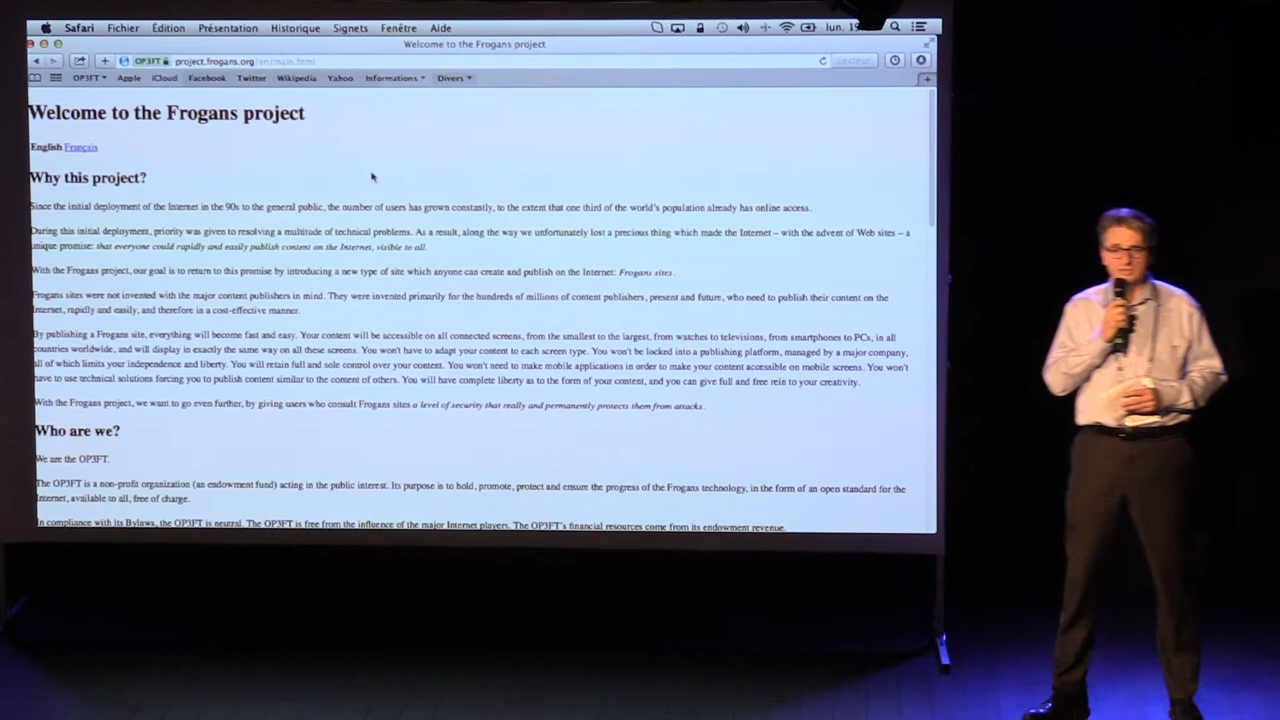 Safari Fichier Édition Présentation Historique Signets Fenêtre Aide lun. 19
Welcome to the Frogans project
OP3FT project.frogans.org/en/main.html Lecteur
OP3FT Apple iCloud Facebook Twitter Wikipedia Yahoo Informations Divers
Welcome to the Frogans project
English Français
Why this project?
Since the initial deployment of the Internet in the 90s to the general public, the number of users has grown constantly, to the extent that one third of the world's population already has online access.
During this initial deployment, priority was given to resolving a multitude of technical problems. As a result, along the way we unfortunately lost a precious thing which made the Internet – with the advent of Web sites – a
unique promise: that everyone could rapidly and easily publish content on the Internet, visible to all.
With the Frogans project, our goal is to return to this promise by introducing a new type of site which anyone can create and publish on the Internet: Frogans sites.
Frogans sites were not invented with the major content publishers in mind. They were invented primarily for the hundreds of millions of content publishers, present and future, who need to publish their content on the
Internet, rapidly and easily, and therefore in a cost-effective manner.
By publishing a Frogans site, everything will become fast and easy. Your content will be accessible on all connected screens, from the smallest to the largest, from watches to televisions, from smartphones to PCs, in all
countries worldwide, and will display in exactly the same way on all these screens. You won't have to adapt your content to each screen type. You won't be locked into a publishing platform, managed by a major company,
all of which limits your independence and liberty. You will retain full and sole control over your content. You won't need to make mobile applications in order to make your content accessible on mobile screens. You won't
have to use technical solutions forcing you to publish content similar to the content of others. You will have complete liberty as to the form of your content, and you can give full and free rein to your creativity.
With the Frogans project, we want to go even further, by giving users who consult Frogans sites a level of security that really and permanently protects them from attacks.
Who are we?
We are the OP3FT.
The OP3FT is a non-profit organization (an endowment fund) acting in the public interest. Its purpose is to hold, promote, protect and ensure the progress of the Frogans technology, in the form of an open standard for the
Internet, available to all, free of charge.
In compliance with its Bylaws, the OP3FT is neutral. The OP3FT is free from the influence of the major Internet players. The OP3FT's financial resources come from its endowment revenue.